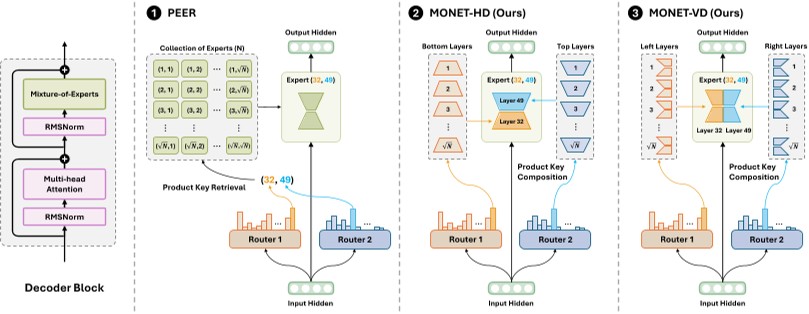 Mixture-of-Experts
RMSNorm
Multi-head
Attention
RMSNorm
Decoder Block
1 PEER
Output Hidden
Collection of Experts (N)
(1, 1) (1, 2) ... (1,√N)
(2, 1) (2, 2) ... (2,√N)
(3, 1) (3, 2) ... (3,√N)
⋮ ⋮ ⋮
(√N,1) (√N,2) ... (√N,√N)
Expert (32, 49)
Product Key Retrieval
(32, 49)
...
...
Router 1
Router 2
Input Hidden
2 MONET-HD (Ours)
Output Hidden
Bottom Layers
Top Layers
1
2
3
⋮
√N
Expert (32, 49)
Layer 49
Layer 32
1
2
3
⋮
√N
Product Key
Composition
...
...
Router 1
Router 2
Input Hidden
3 MONET-VD (Ours)
Output Hidden
Left Layers
Right Layers
1
2
3
⋮
√N
Expert (32, 49)
Layer 32 Layer 49
1
2
3
⋮
√N
Product Key
Composition
...
...
Router 1
Router 2
Input Hidden